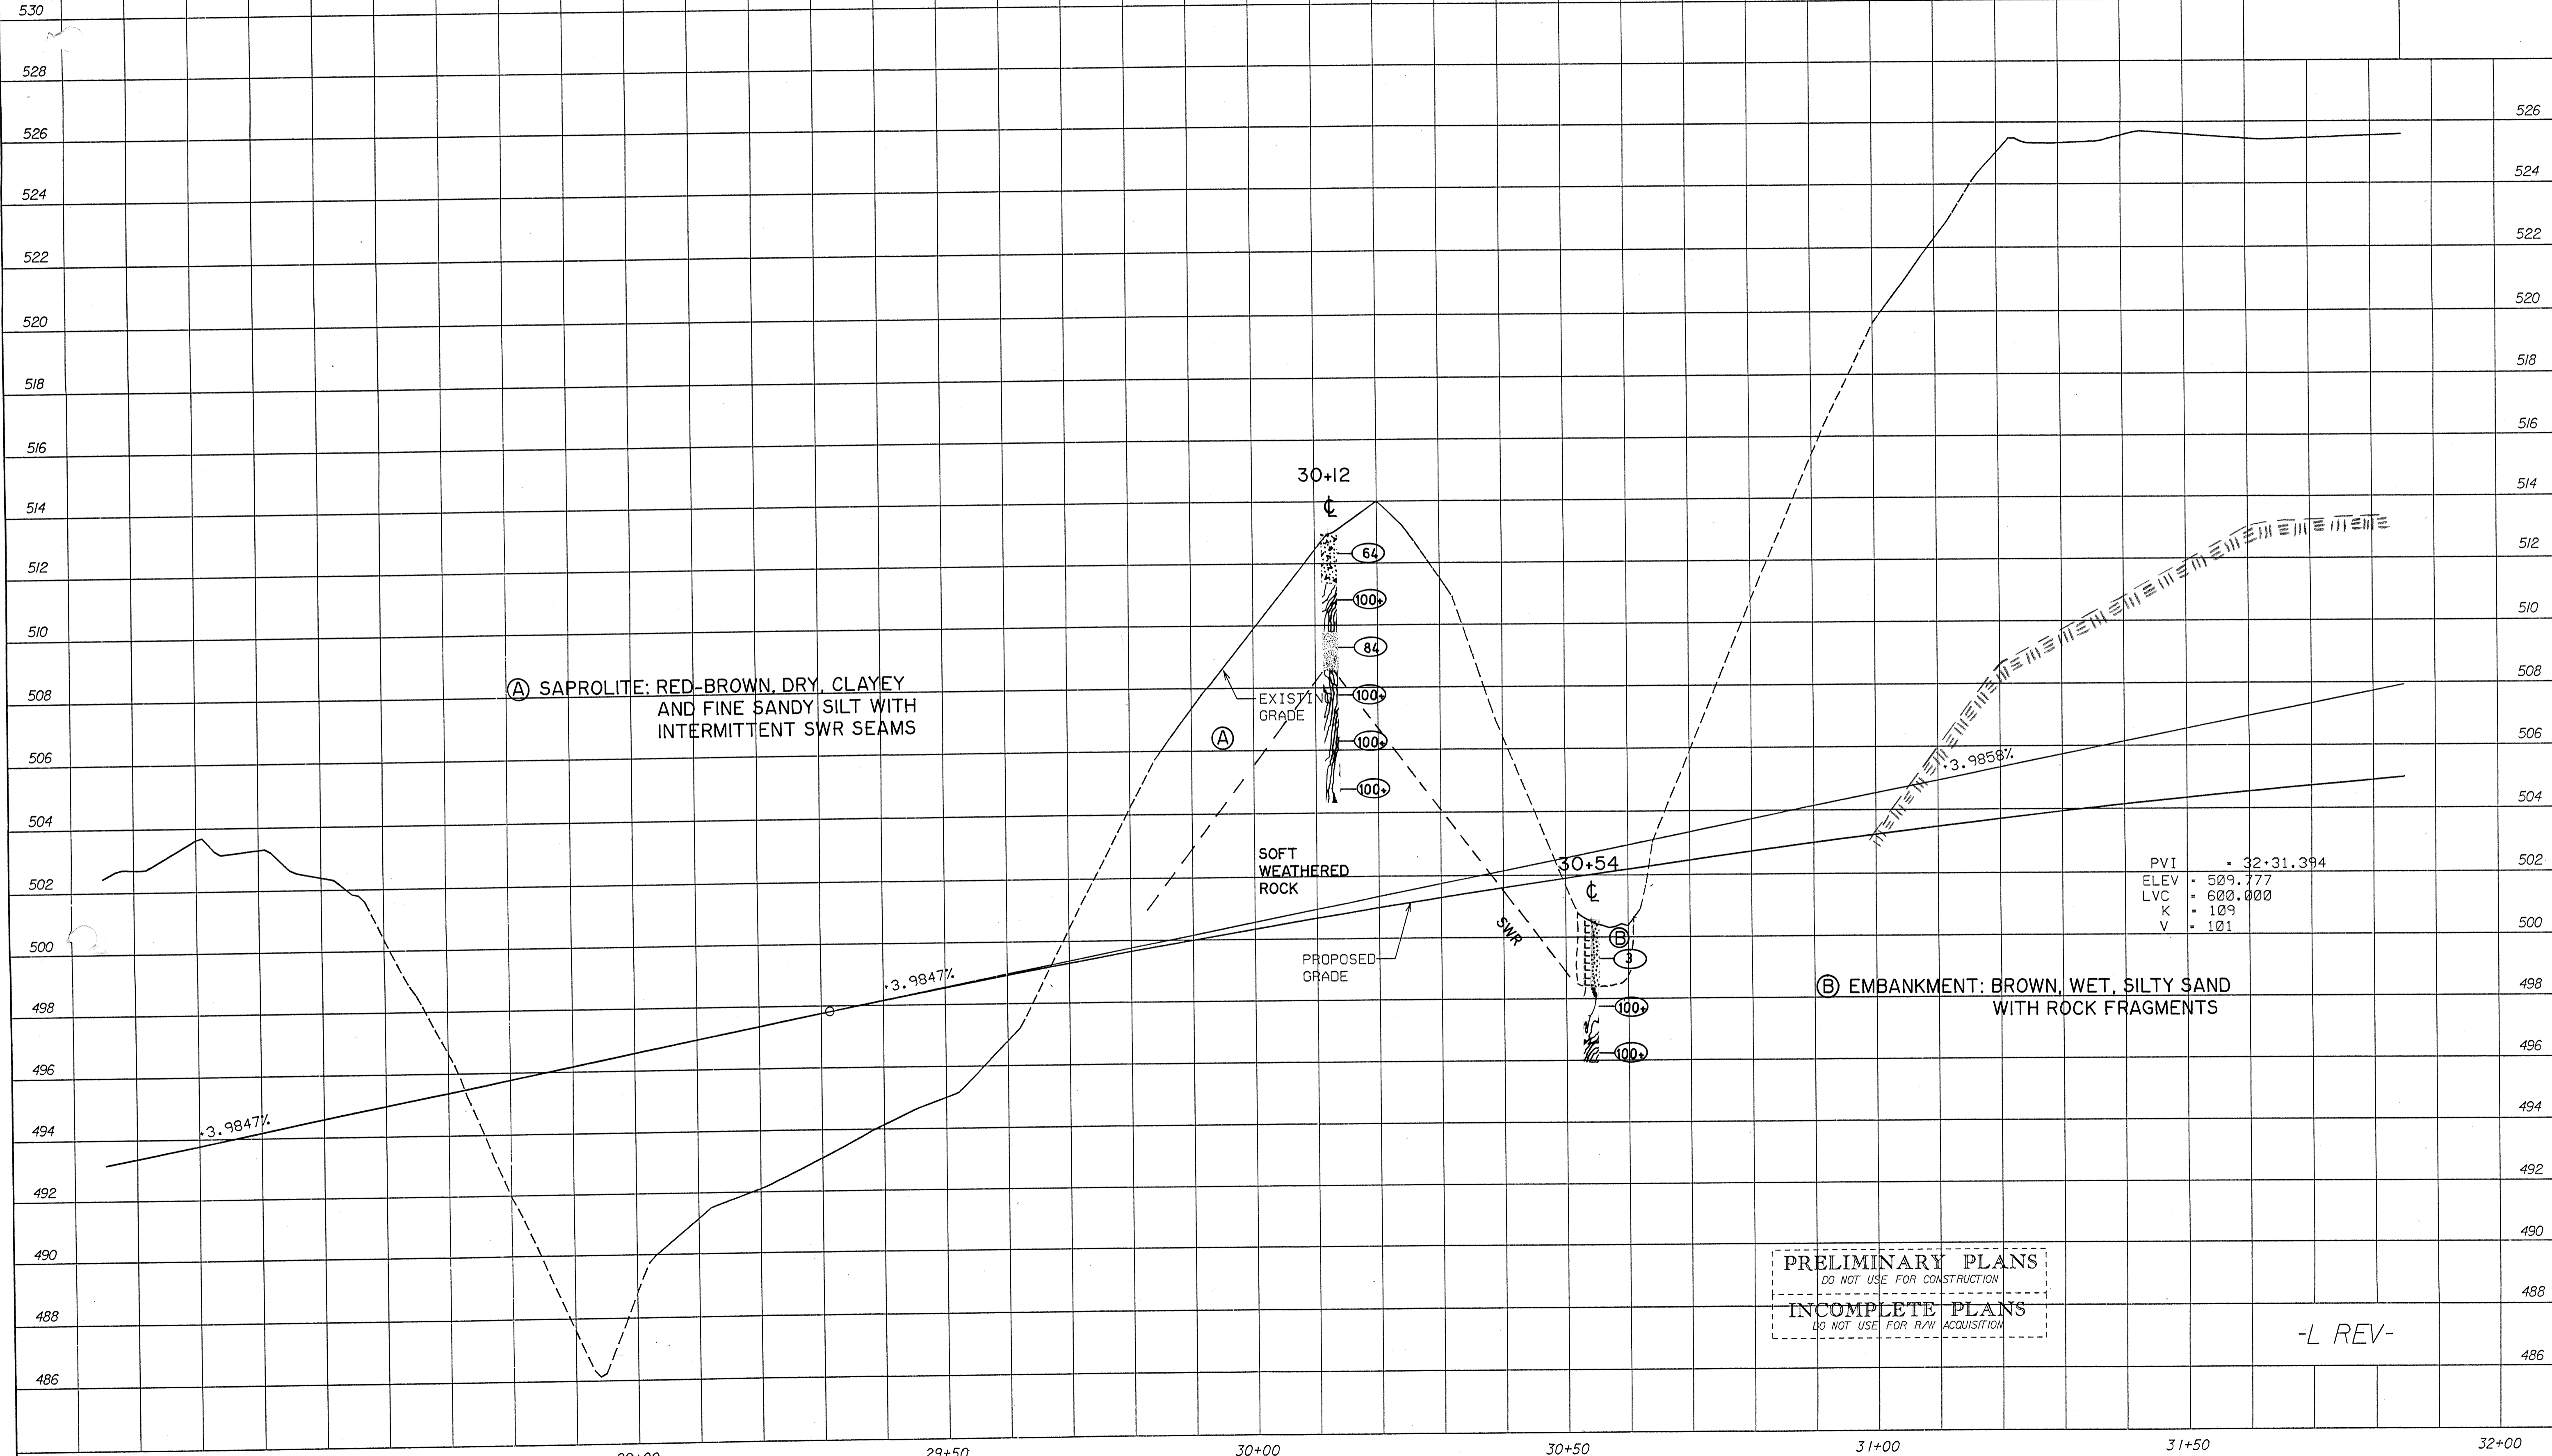 530
528
526
524
522
520
518
516
514
512
510
508
506
504
502
500
498
496
494
492
490
488
486
526
524
522
520
518
516
514
512
510
508
506
504
502
500
498
496
494
492
490
488
486
30+12
℄
64
100+
84
100+
100+
100+
Ⓐ SAPROLITE: RED-BROWN, DRY, CLAYEY
AND FINE SANDY SILT WITH
INTERMITTENT SWR SEAMS
EXISTING
GRADE
Ⓐ
SOFT
WEATHERED
ROCK
30+54
℄
SWR
Ⓑ
3
100+
100+
PROPOSED
GRADE
+3.9847%
+3.9847%
+3.9858%
PVI = 32+31.394
ELEV = 509.777
LVC = 600.000
K = 109
V = 101
Ⓑ EMBANKMENT: BROWN, WET, SILTY SAND
WITH ROCK FRAGMENTS
PRELIMINARY PLANS
DO NOT USE FOR CONSTRUCTION
INCOMPLETE PLANS
DO NOT USE FOR R/W ACQUISITION
-L REV-
29+50
30+00
30+50
31+00
31+50
32+00